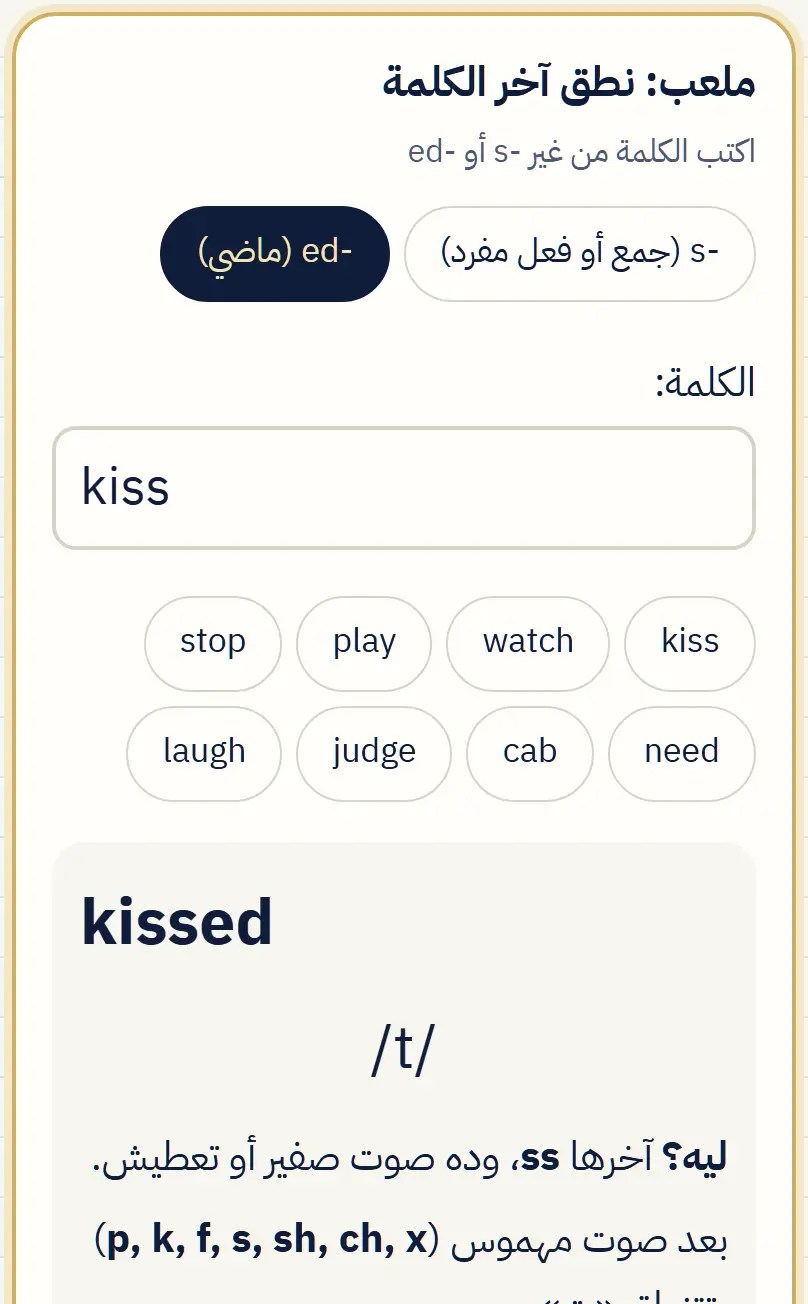 ملعب: نطق آخر الكلمة
اكتب الكلمة من غير -s أو -ed
-s (جمع أو فعل مفرد)
-ed (ماضي)
الكلمة:
kiss
kiss watch play stop
need cab judge laugh
kissed
/t/
ليه؟ آخرها ss، وده صوت صفير أو تعطيش.
بعد صوت مهموس (p, k, f, s, sh, ch, x)